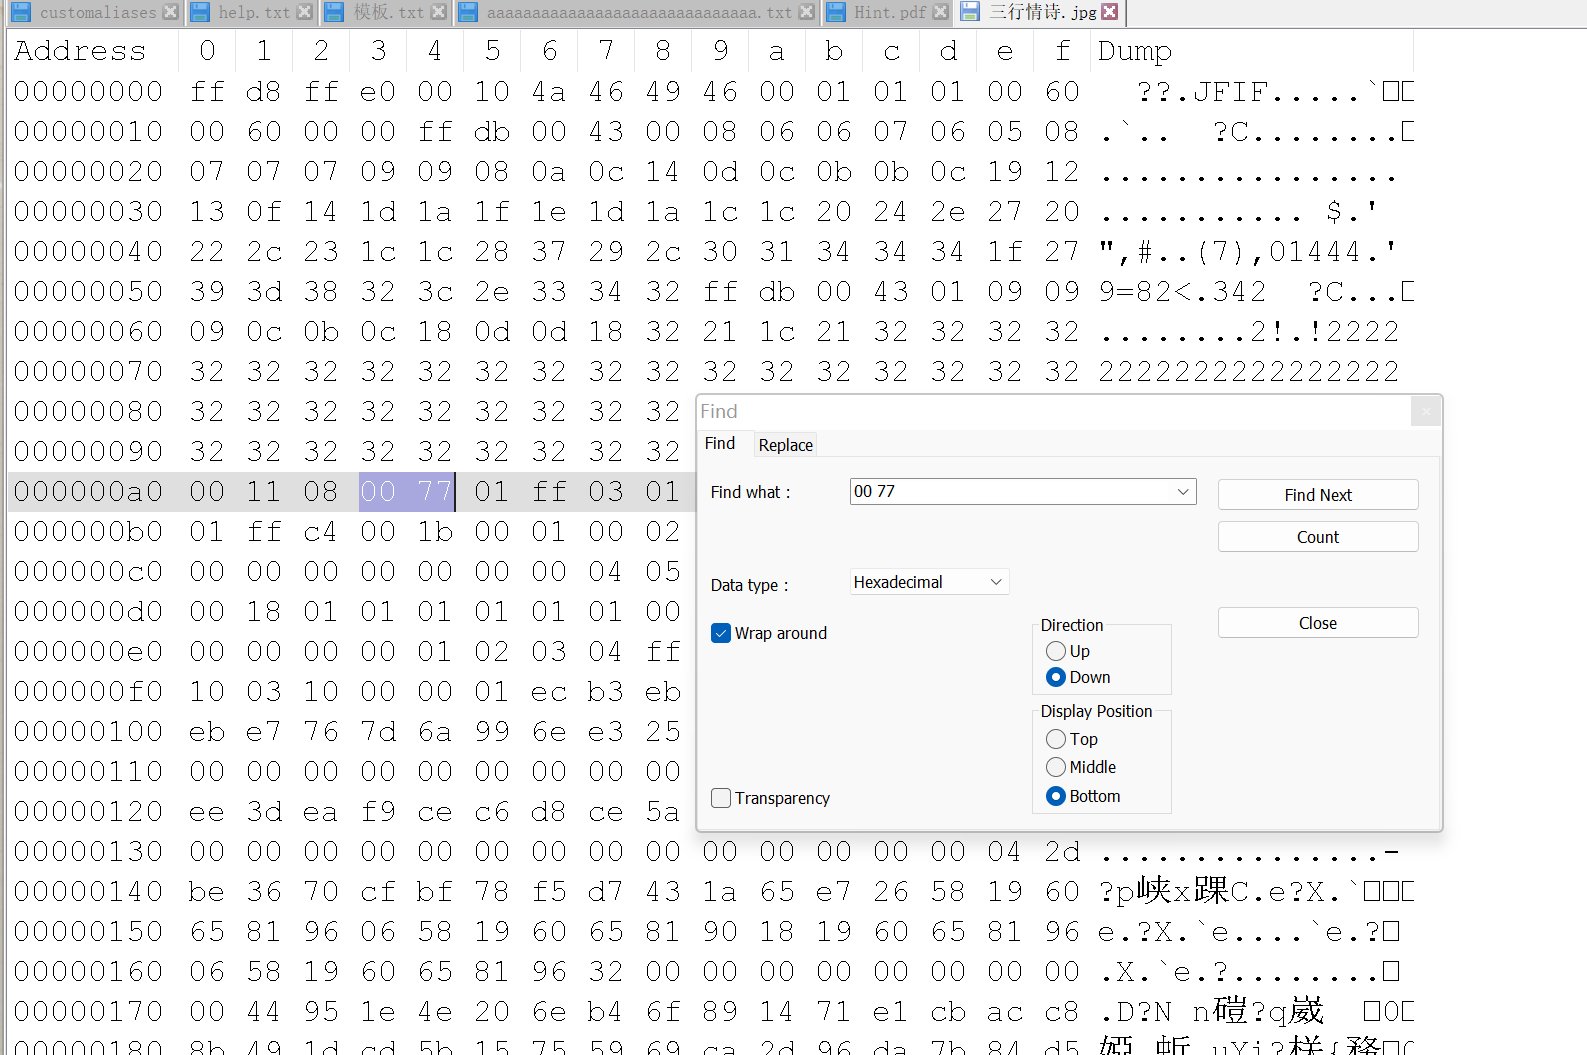 customaliases help.txt 模板.txt aaaaaaaaaaaaaaaaaaaaaaaaaaaaa.txt Hint.pdf 三行情诗.jpg
Address 0 1 2 3 4 5 6 7 8 9 a b c d e f Dump
00000000 ff d8 ff e0 00 10 4a 46 49 46 00 01 01 01 00 60 ??.JFIF.....`
00000010 00 60 00 00 ff db 00 43 00 08 06 06 07 06 05 08 .`.. ?C........
00000020 07 07 07 09 09 08 0a 0c 14 0d 0c 0b 0b 0c 19 12 ................
00000030 13 0f 14 1d 1a 1f 1e 1d 1a 1c 1c 20 24 2e 27 20 ........... $.'
00000040 22 2c 23 1c 1c 28 37 29 2c 30 31 34 34 34 1f 27 ",#..(7),01444.'
00000050 39 3d 38 32 3c 2e 33 34 32 ff db 00 43 01 09 09 9=82<.342 ?C...
00000060 09 0c 0b 0c 18 0d 0d 18 32 21 1c 21 32 32 32 32 ........2!.!2222
00000070 32 32 32 32 32 32 32 32 32 32 32 32 32 32 32 32 2222222222222222
00000080 32 32 32 32 32 32 32 32 32
00000090 32 32 32 32 32 32 32 32 32
000000a0 00 11 08 00 77 01 ff 03 01
000000b0 01 ff c4 00 1b 00 01 00 02
000000c0 00 00 00 00 00 00 00 04 05
000000d0 00 18 01 01 01 01 01 01 00
000000e0 00 00 00 00 01 02 03 04 ff
000000f0 10 03 10 00 00 01 ec b3 eb
00000100 eb e7 76 7d 6a 99 6e e3 25
00000110 00 00 00 00 00 00 00 00 00
00000120 ee 3d ea f9 ce c6 d8 ce 5a
00000130 00 00 00 00 00 00 00 00 00 00 00 00 00 00 04 2d ...............-
00000140 be 36 70 cf bf 78 f5 d7 43 1a 65 e7 26 58 19 60 ?p峡x踝C.e?X.`
00000150 65 81 96 06 58 19 60 65 81 90 18 19 60 65 81 96 e.?X.`e....`e.?
00000160 06 58 19 60 65 81 96 32 00 00 00 00 00 00 00 00 .X.`e.?........
00000170 00 44 95 1e 4e 20 6e b4 6f 89 14 71 e1 cb ac c8 .D?N n磑?q崴
00000180 8b 49 1d cd 5b 15 75 59 69 ca 2d 96 da 7b 84 d5
Find
Find Replace
Find what : 00 77 Find Next
Count
Data type : Hexadecimal
Close
Wrap around
Direction
Up
Down
Display Position
Top
Middle
Transparency
Bottom